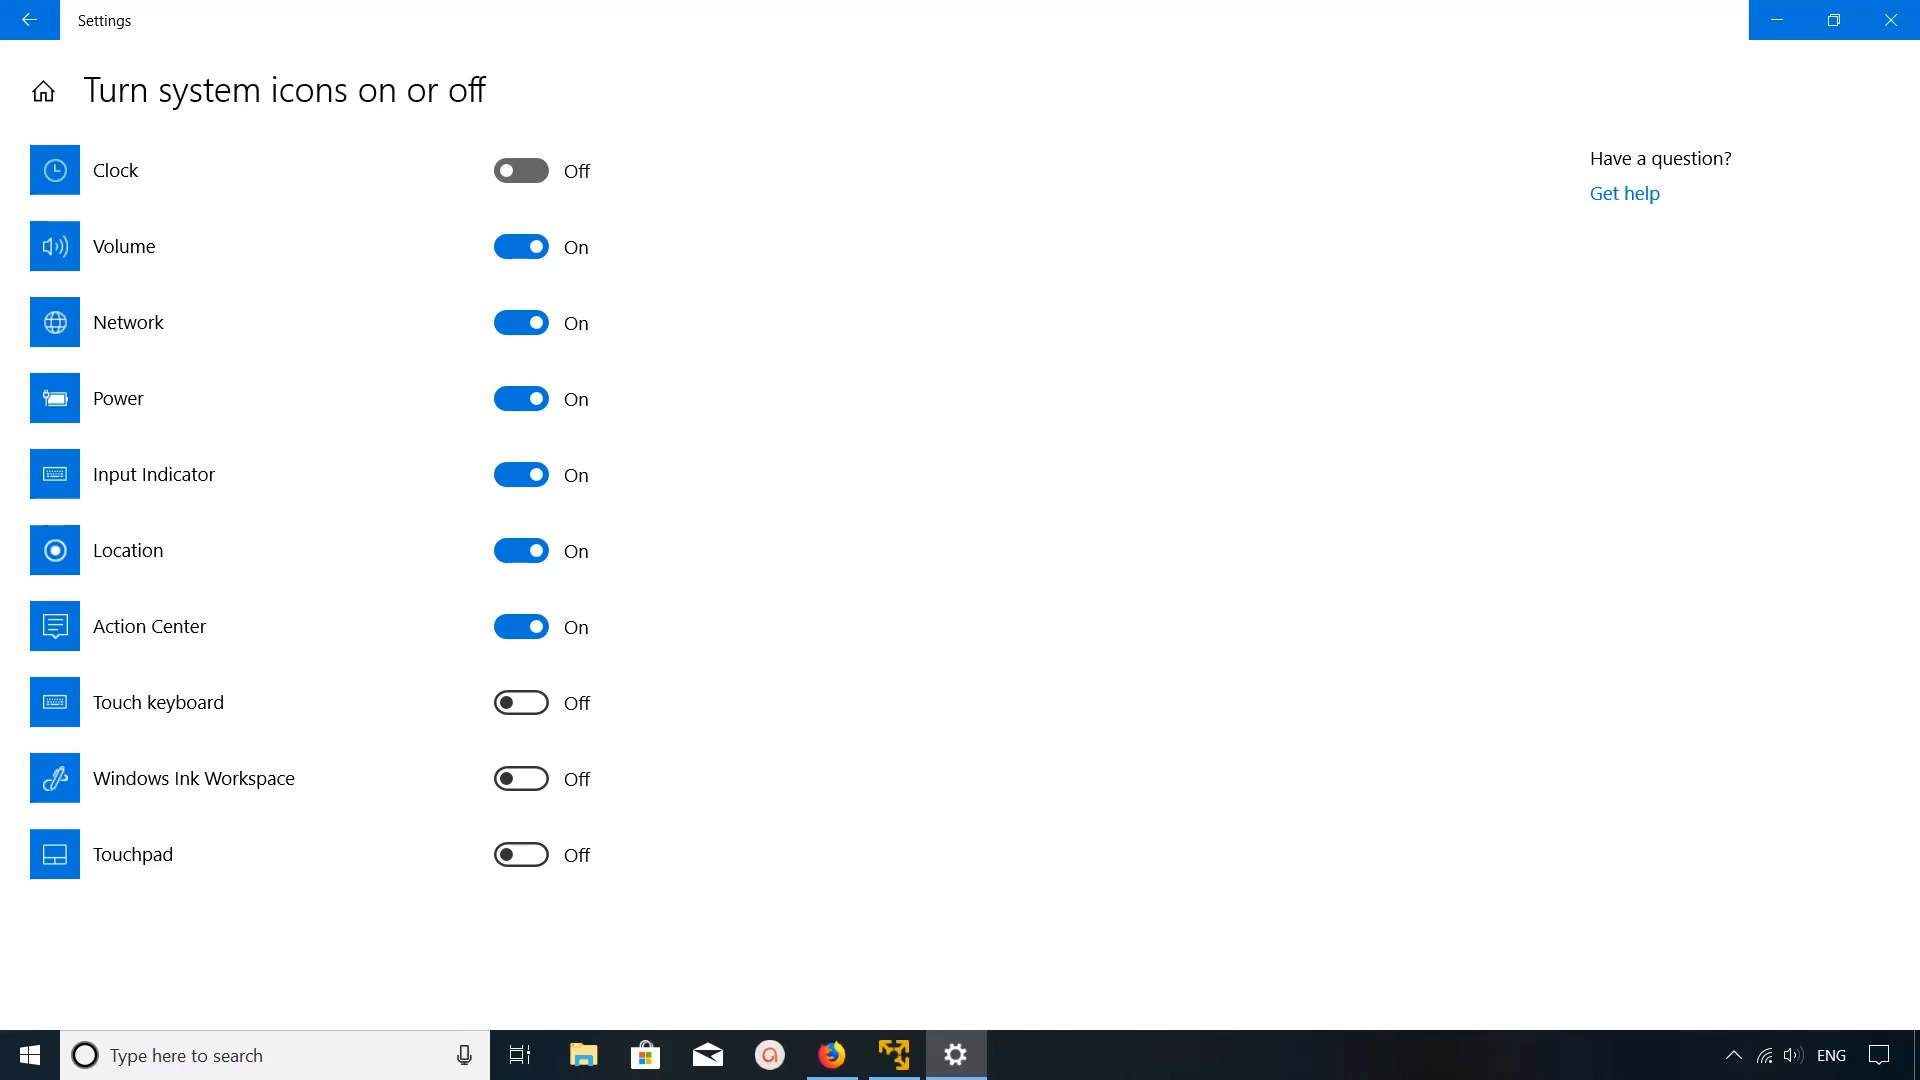 Settings
Turn system icons on or off
Clock Off
Volume On
Network On
Power On
Input Indicator On
Location On
Action Center On
Touch keyboard Off
Windows Ink Workspace Off
Touchpad Off
Have a question?
Get help
Type here to search
ENG